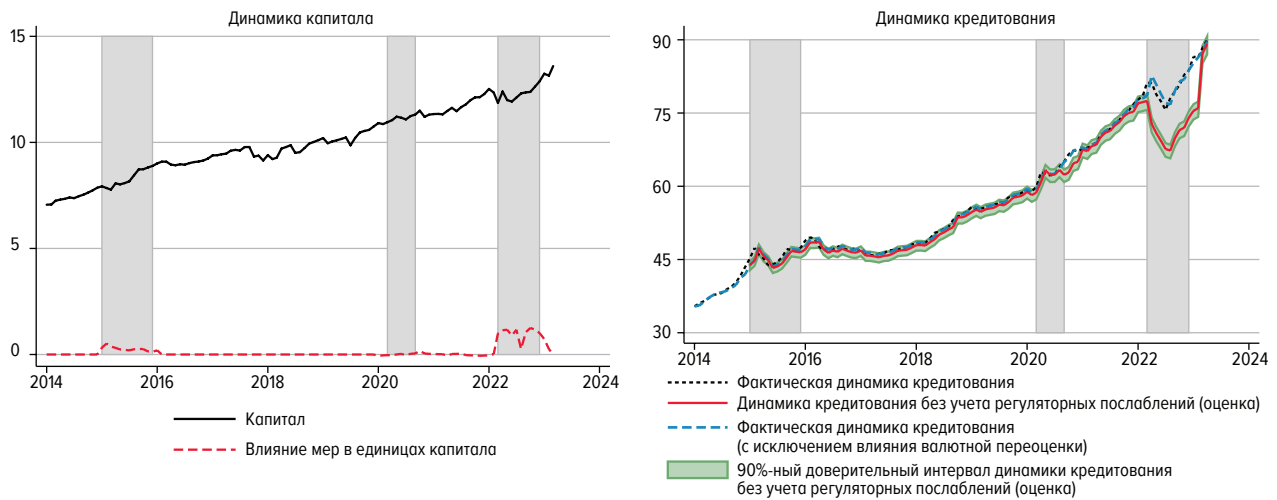 Динамика капитала
15
10
5
0
2014 2016 2018 2020 2022 2024
Капитал
Влияние мер в единицах капитала
Динамика кредитования
90
75
60
45
30
2014 2016 2018 2020 2022 2024
Фактическая динамика кредитования
Динамика кредитования без учета регуляторных послаблений (оценка)
Фактическая динамика кредитования
(с исключением влияния валютной переоценки)
90%-ный доверительный интервал динамики кредитования
без учета регуляторных послаблений (оценка)